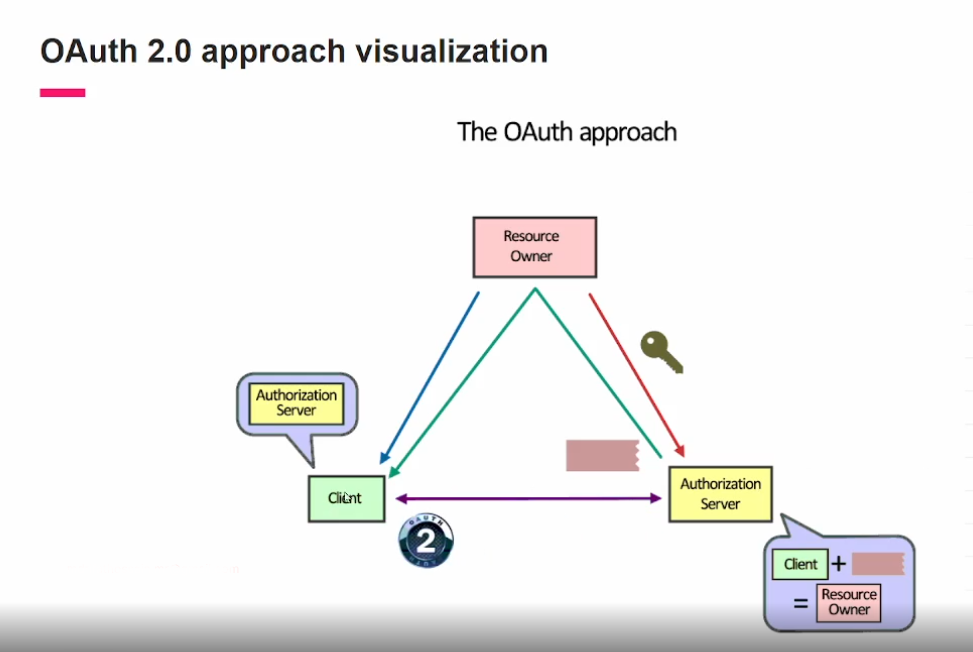 OAuth 2.0 approach visualization
The OAuth approach
Resource
Owner
Authorization
Server
Client
OAUTH
2
Authorization
Server
Client +
= Resource
Owner